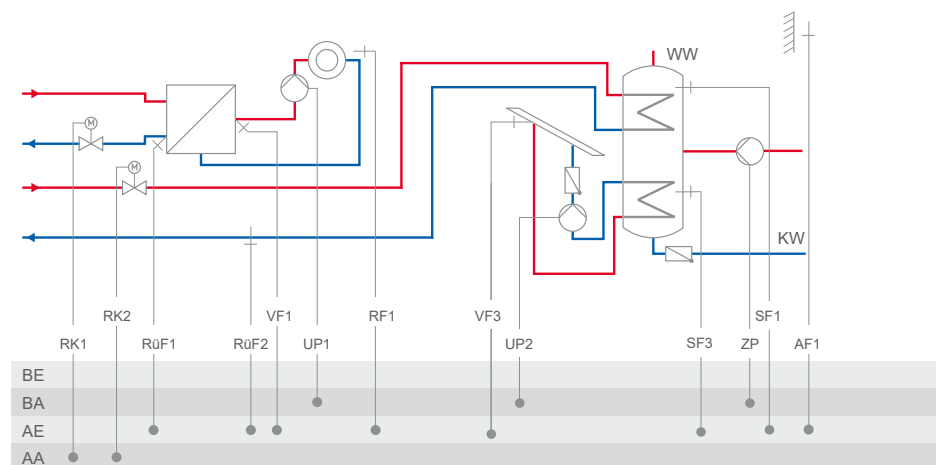 WW
M
M
KW
RK2 VF1 RF1 VF3 SF1
RK1 RüF1 RüF2 UP1 UP2 SF3 ZP AF1
BE
BA
AE
AA